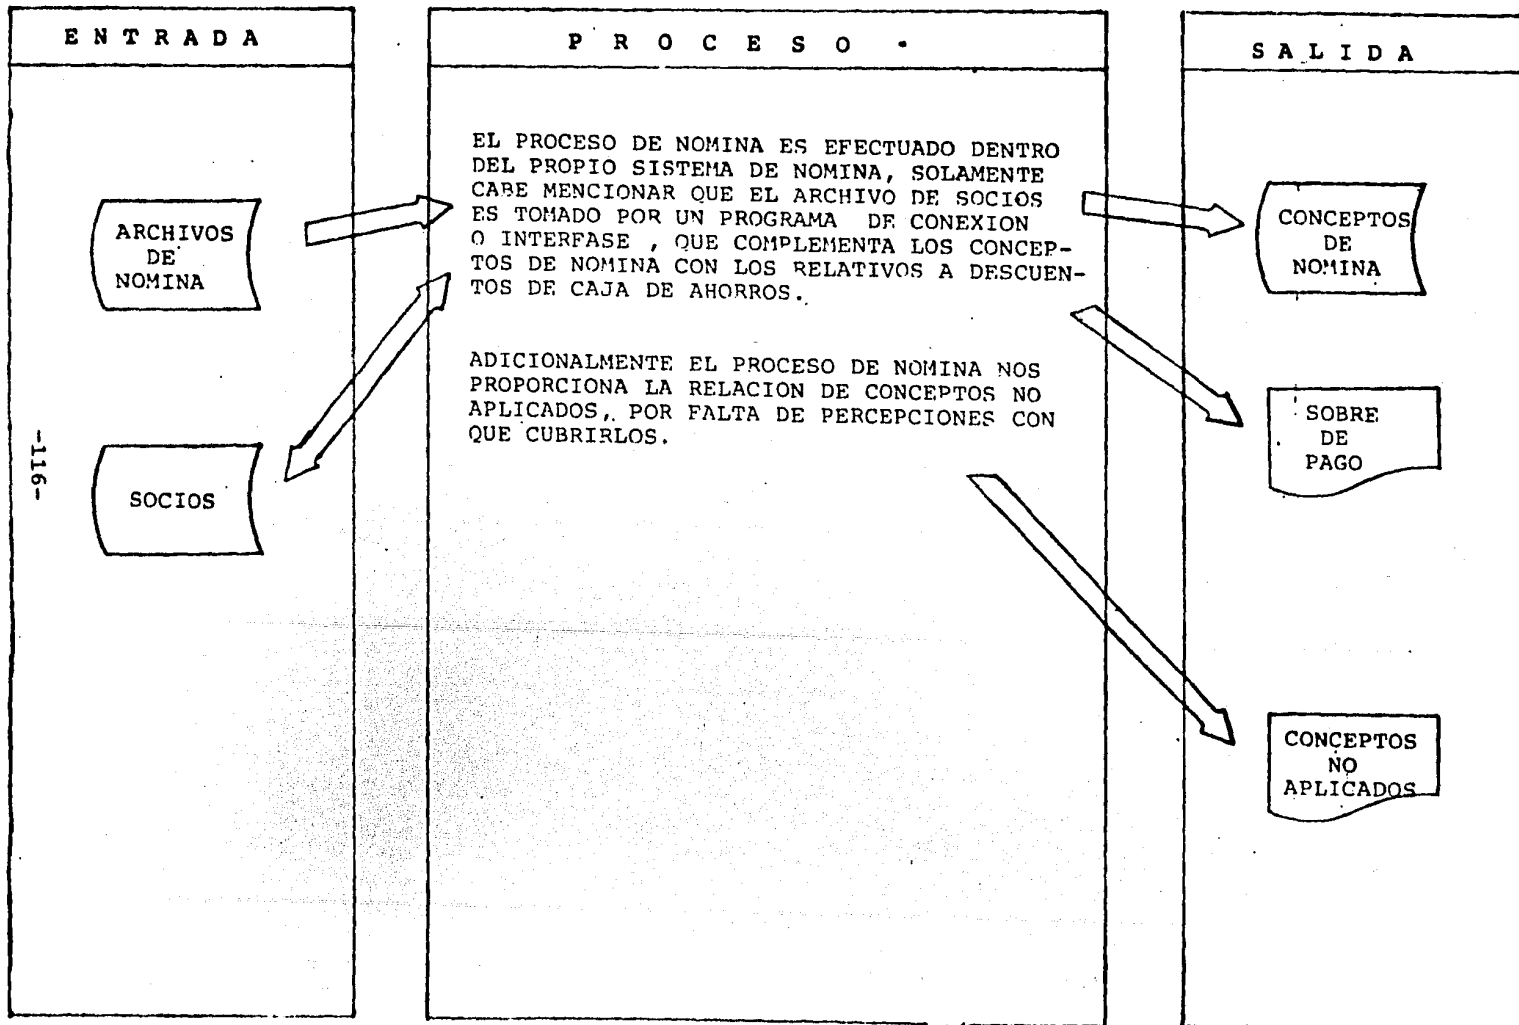 E N T R A D A
ARCHIVOS
DE
NOMINA
SOCIOS
-116-
P R O C E S O
EL PROCESO DE NOMINA ES EFECTUADO DENTRO
DEL PROPIO SISTEMA DE NOMINA, SOLAMENTE
CABE MENCIONAR QUE EL ARCHIVO DE SOCIOS
ES TOMADO POR UN PROGRAMA DE CONEXION
O INTERFASE , QUE COMPLEMENTA LOS CONCEP-
TOS DE NOMINA CON LOS RELATIVOS A DESCUEN-
TOS DE CAJA DE AHORROS.
ADICIONALMENTE EL PROCESO DE NOMINA NOS
PROPORCIONA LA RELACION DE CONCEPTOS NO
APLICADOS, POR FALTA DE PERCEPCIONES CON
QUE CUBRIRLOS.
S A L I D A
CONCEPTOS
DE
NOMINA
SOBRE
DE
PAGO
CONCEPTOS
NO
APLICADOS